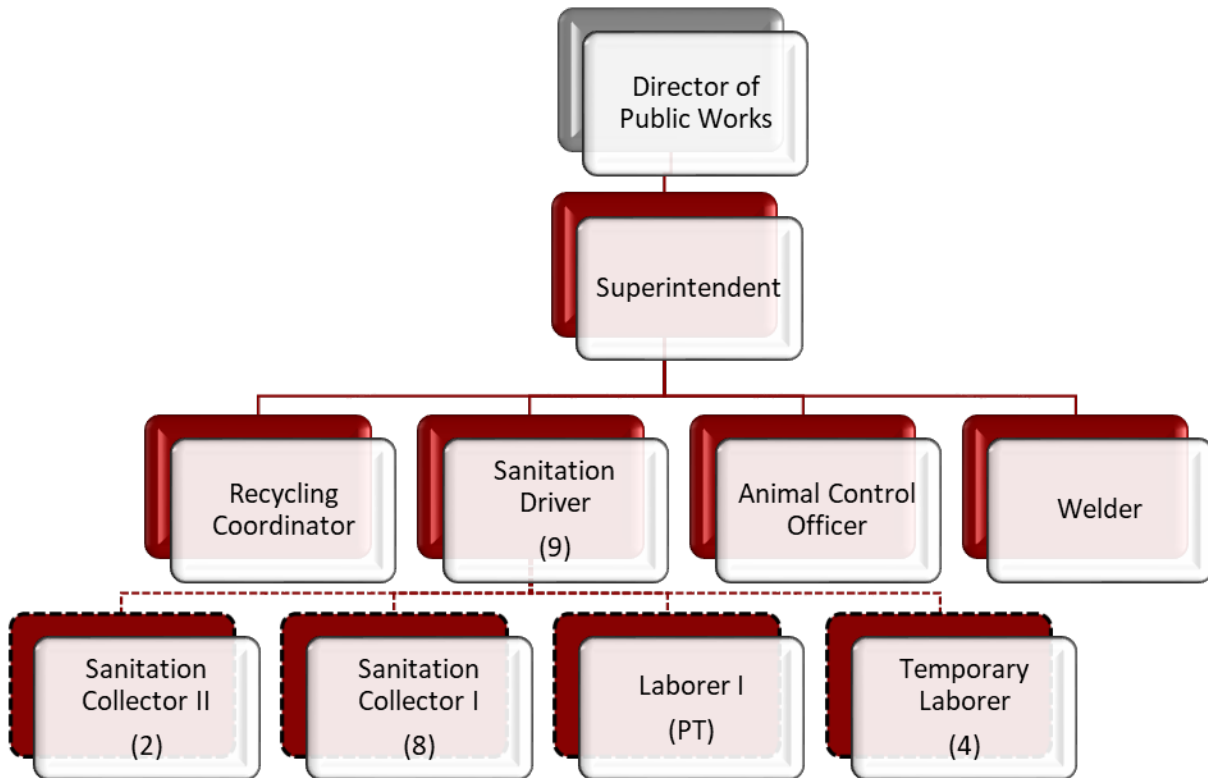 Director of
Public Works
Superintendent
Recycling
Coordinator
Sanitation
Driver
(9)
Animal Control
Officer
Welder
Sanitation
Collector II
(2)
Sanitation
Collector I
(8)
Laborer I
(PT)
Temporary
Laborer
(4)